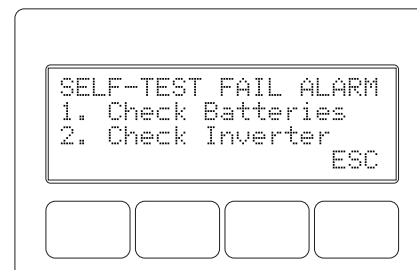 SELF-TEST FAIL ALARM
1. Check Batteries
2. Check Inverter
ESC